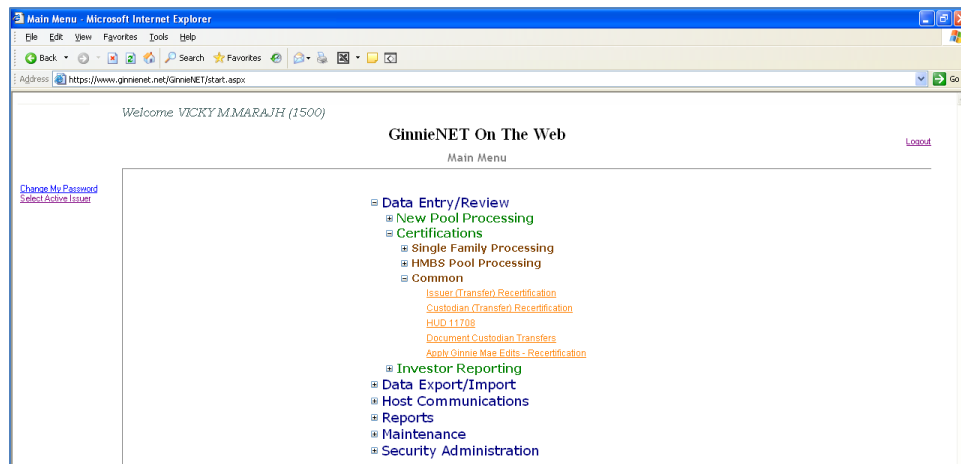 Main Menu - Microsoft Internet Explorer
File Edit View Favorites Tools Help
Back Search Favorites
Address https://www.ginnienet.net/GinnieNET/start.aspx Go
Welcome VICKY M.MARAJH (1500)
GinnieNET On The Web
Logout
Main Menu
Change My Password
Select Active Issuer
Data Entry/Review
New Pool Processing
Certifications
Single Family Processing
HMBS Pool Processing
Common
Issuer (Transfer) Recertification
Custodian (Transfer) Recertification
HUD 11708
Document Custodian Transfers
Apply Ginnie Mae Edits - Recertification
Investor Reporting
Data Export/Import
Host Communications
Reports
Maintenance
Security Administration